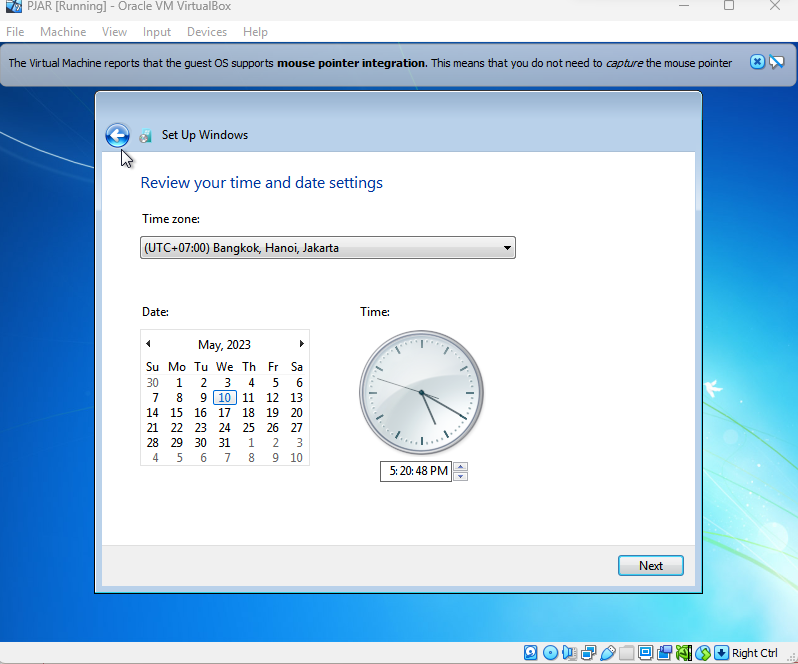 PJAR [Running] - Oracle VM VirtualBox
File Machine View Input Devices Help
The Virtual Machine reports that the guest OS supports mouse pointer integration. This means that you do not need to capture the mouse pointer
Set Up Windows
Review your time and date settings
Time zone:
(UTC+07:00) Bangkok, Hanoi, Jakarta
Date: Time:
May, 2023
Su Mo Tu We Th Fr Sa
30 1 2 3 4 5 6
7 8 9 10 11 12 13
14 15 16 17 18 19 20
21 22 23 24 25 26 27
28 29 30 31 1 2 3
4 5 6 7 8 9 10
5:20:48 PM
Next
Right Ctrl